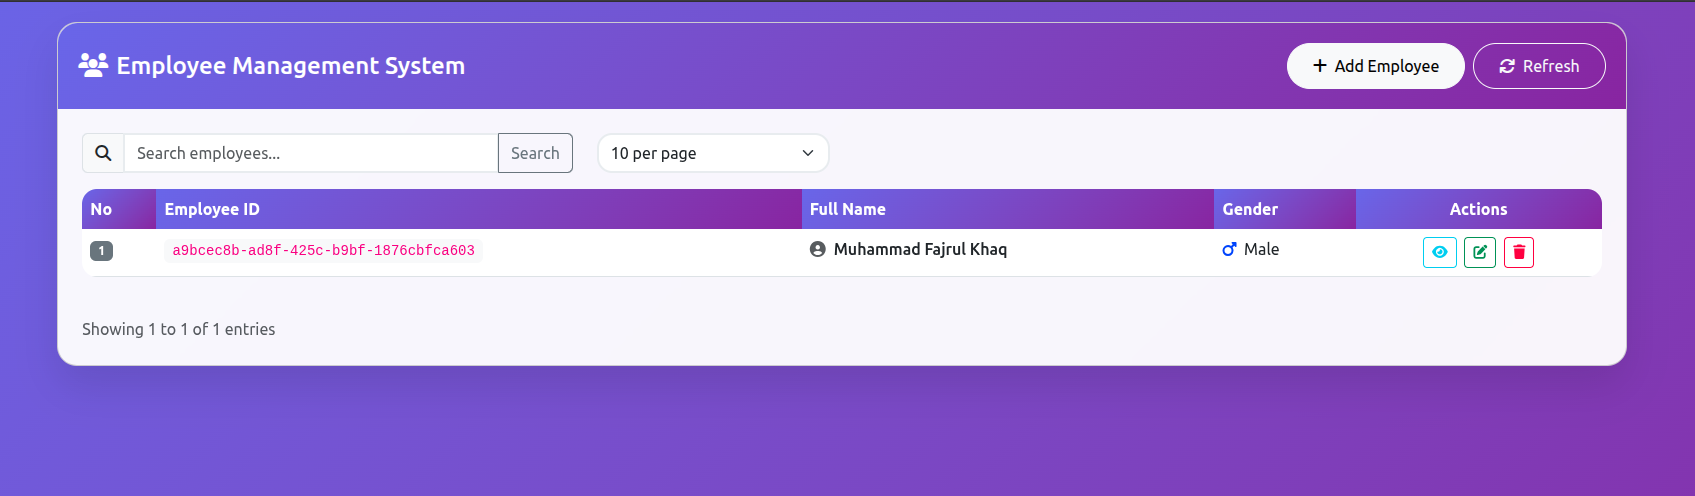 Employee Management System
Add Employee
Refresh
Search employees...
Search
10 per page
No Employee ID Full Name Gender Actions
1 a9bcec8b-ad8f-425c-b9bf-1876cbfca603 Muhammad Fajrul Khaq Male
Showing 1 to 1 of 1 entries